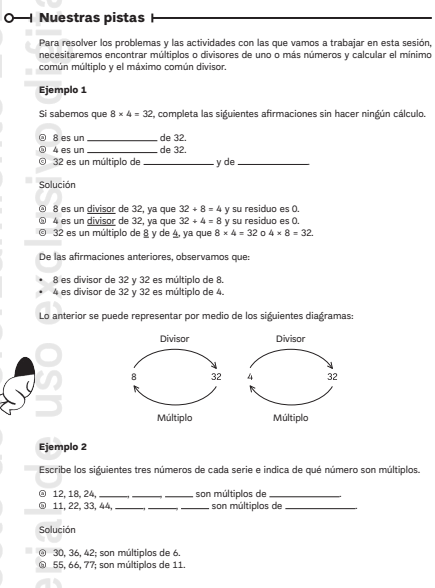 Nuestras pistas
Para resolver los problemas y las actividades con las que vamos a trabajar en esta sesión,
necesitaremos encontrar múltiplos o divisores de uno o más números y calcular el mínimo
común múltiplo y el máximo común divisor.
Ejemplo 1
Si sabemos que 8 × 4 = 32, completa las siguientes afirmaciones sin hacer ningún cálculo.
ⓐ 8 es un ____________ de 32.
ⓑ 4 es un ____________ de 32.
ⓒ 32 es un múltiplo de ____________ y de ____________
Solución
ⓐ 8 es un divisor de 32, ya que 32 ÷ 8 = 4 y su residuo es 0.
ⓑ 4 es un divisor de 32, ya que 32 ÷ 4 = 8 y su residuo es 0.
ⓒ 32 es un múltiplo de 8 y de 4, ya que 8 × 4 = 32 o 4 × 8 = 32.
De las afirmaciones anteriores, observamos que:
• 8 es divisor de 32 y 32 es múltiplo de 8.
• 4 es divisor de 32 y 32 es múltiplo de 4.
Lo anterior se puede representar por medio de los siguientes diagramas:
Divisor Divisor
8 32 4 32
Múltiplo Múltiplo
Ejemplo 2
Escribe los siguientes tres números de cada serie e indica de qué número son múltiplos.
ⓐ 12, 18, 24, _____, _____, _____ son múltiplos de ____________.
ⓑ 11, 22, 33, 44, _____, _____, _____ son múltiplos de ____________.
Solución
ⓐ 30, 36, 42; son múltiplos de 6.
ⓑ 55, 66, 77; son múltiplos de 11.
uso exclusivo